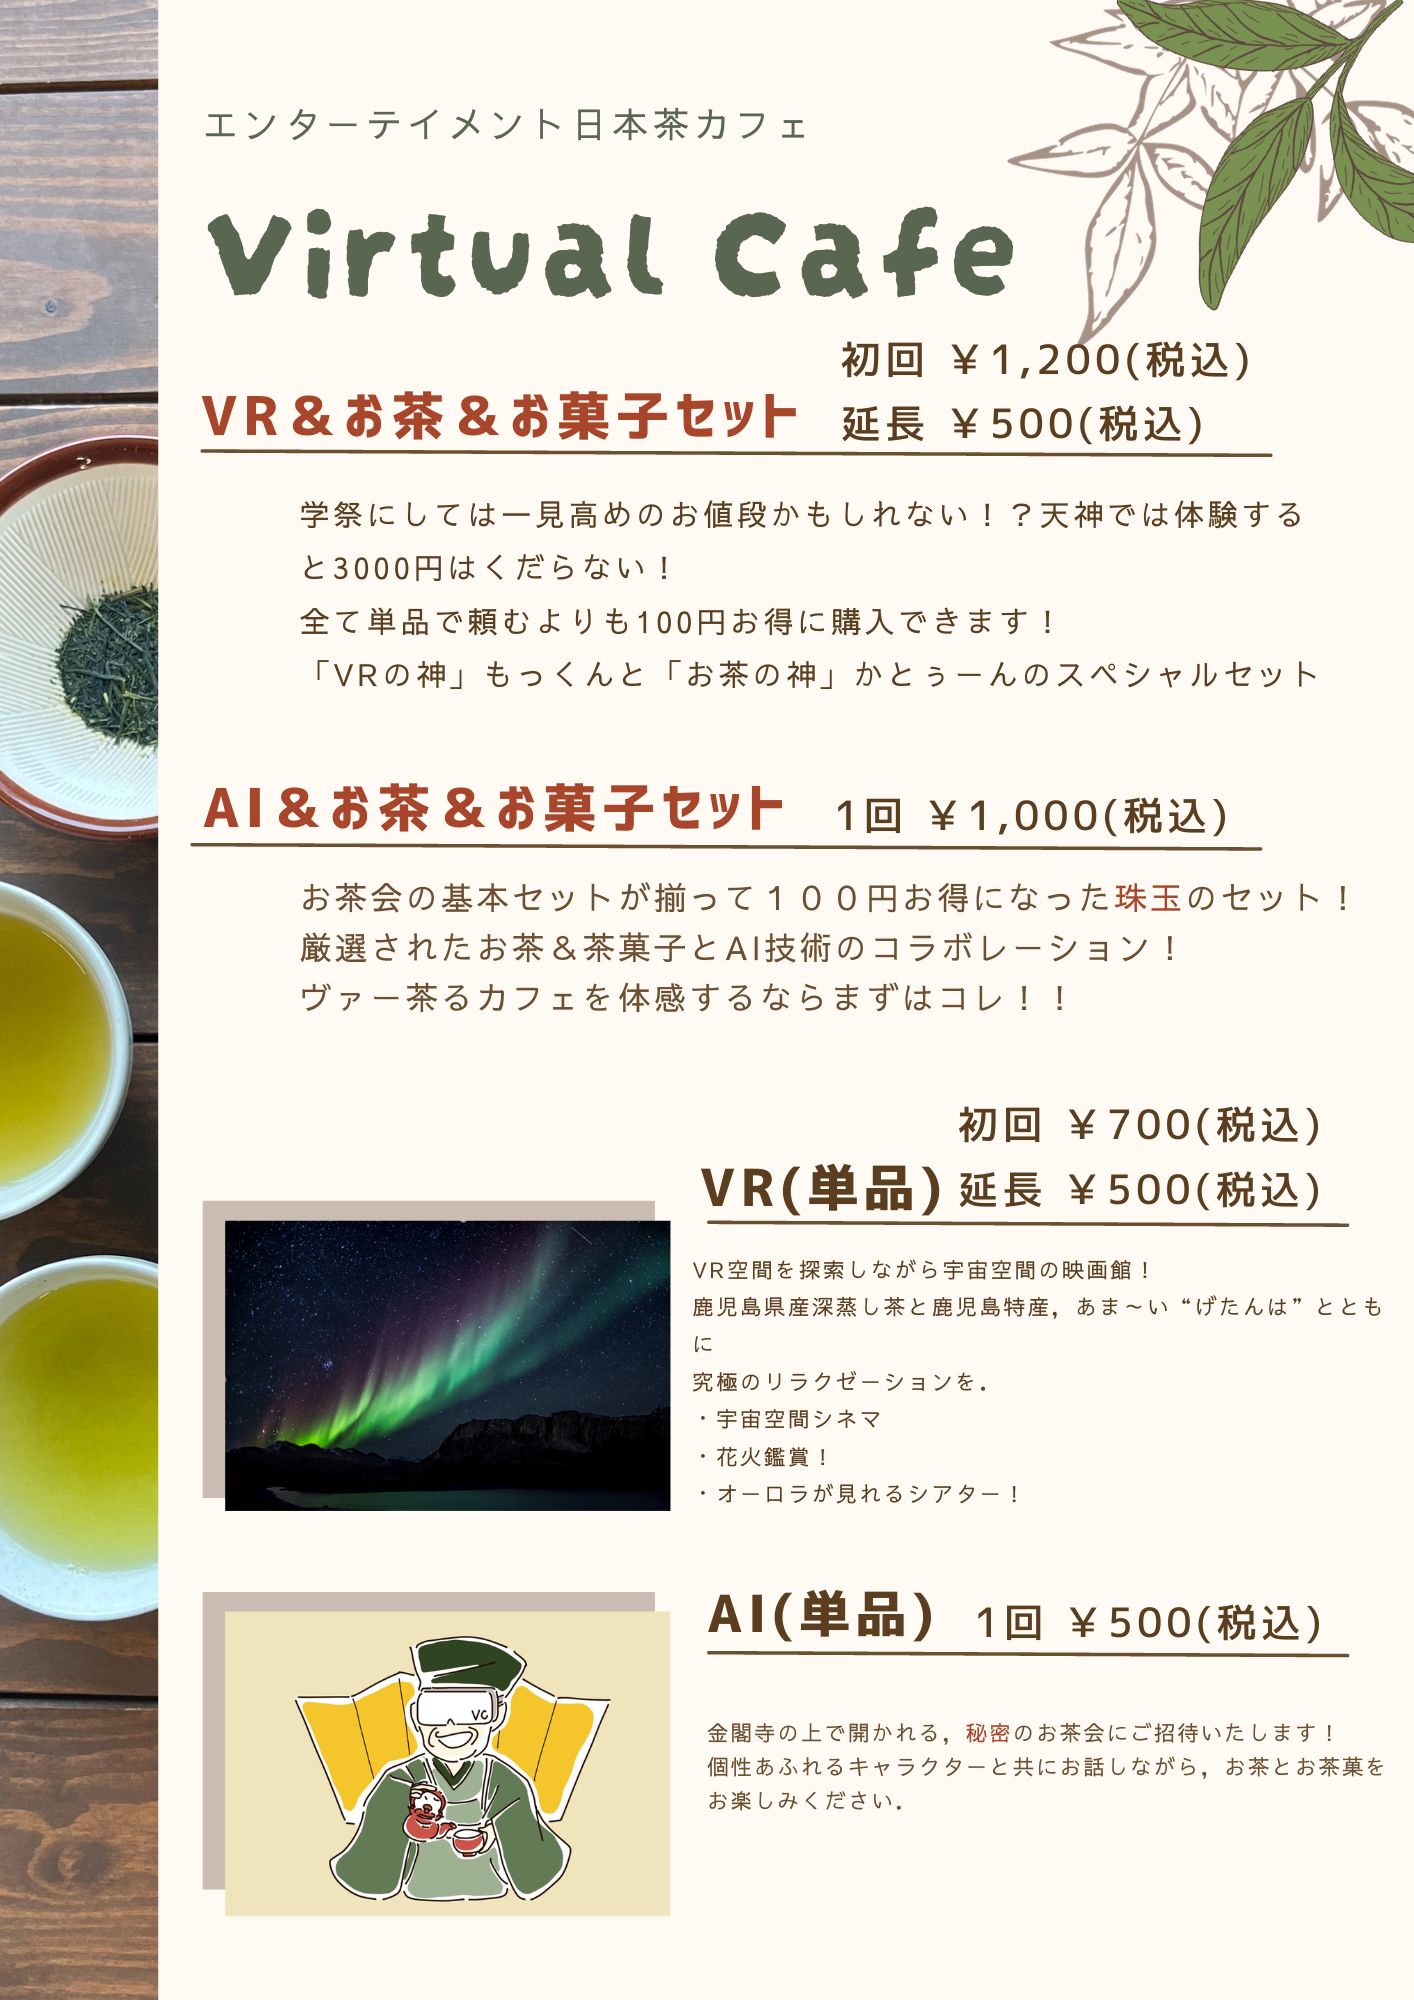 エンターテイメント日本茶カフェ
Virtual Cafe
初回 ￥1,200(税込)
VR＆お茶＆お菓子セット 延長 ￥500(税込)
学祭にしては一見高めのお値段かもしれない！？天神では体験する
と3000円はくだらない！
全て単品で頼むよりも100円お得に購入できます！
「VRの神」もっくんと「お茶の神」かとぅーんのスペシャルセット
AI＆お茶＆お菓子セット 1回 ￥1,000(税込)
お茶会の基本セットが揃って１００円お得になった珠玉のセット！
厳選されたお茶＆茶菓子とAI技術のコラボレーション！
ヴァー茶るカフェを体感するならまずはコレ！！
初回 ￥700(税込)
VR(単品) 延長 ￥500(税込)
VR空間を探索しながら宇宙空間の映画館！
鹿児島県産深蒸し茶と鹿児島特産，あま～い“げたんは”ととも
に
究極のリラクゼーションを．
・宇宙空間シネマ
・花火鑑賞！
・オーロラが見れるシアター！
AI(単品) 1回 ￥500(税込)
VC
金閣寺の上で開かれる，秘密のお茶会にご招待いたします！
個性あふれるキャラクターと共にお話しながら，お茶とお茶菓を
お楽しみください．